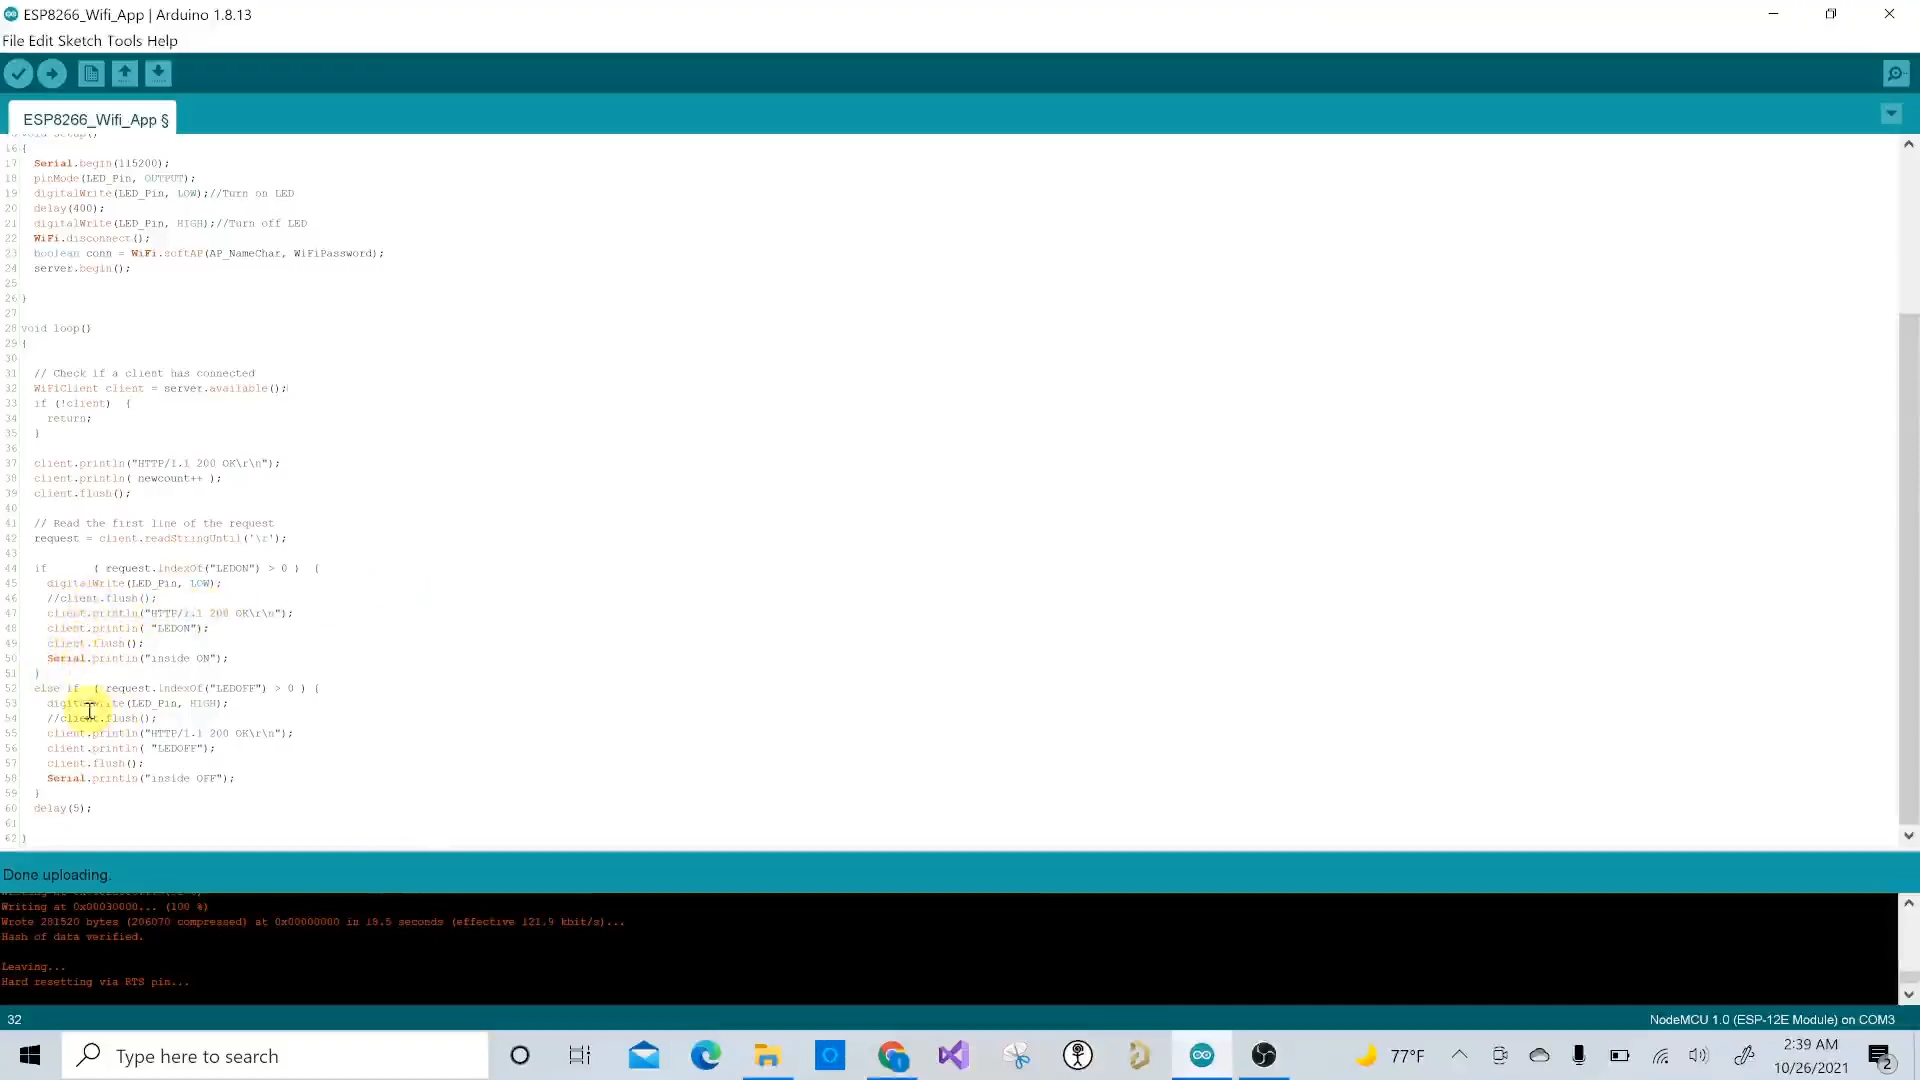 ESP8266_Wifi_App | Arduino 1.8.13
File Edit Sketch Tools Help
ESP8266_Wifi_App §
16 {
17 Serial.begin(115200);
18 pinMode(LED_Pin, OUTPUT);
19 digitalWrite(LED_Pin, LOW);//Turn on LED
20 delay(400);
21 digitalWrite(LED_Pin, HIGH);//Turn off LED
22 WiFi.disconnect();
23 boolean conn = WiFi.softAP(AP_NameChar, WiFiPassword);
24 server.begin();
25
26 }
27
28 void loop()
29 {
30
31 // Check if a client has connected
32 WiFiClient client = server.available();
33 if (!client) {
34 return;
35 }
36
37 client.println("HTTP/1.1 200 OK\r\n");
38 client.println( newcount++ );
39 client.flush();
40
41 // Read the first line of the request
42 request = client.readStringUntil('\r');
43
44 if ( request.indexOf("LEDON") > 0 ) {
45 digitalWrite(LED_Pin, LOW);
46 //client.flush();
47 client.println("HTTP/1.1 200 OK\r\n");
48 client.println( "LEDON");
49 client.flush();
50 Serial.println("inside ON");
51 }
52 else if ( request.indexOf("LEDOFF") > 0 ) {
53 digitalWrite(LED_Pin, HIGH);
54 //client.flush();
55 client.println("HTTP/1.1 200 OK\r\n");
56 client.println( "LEDOFF");
57 client.flush();
58 Serial.println("inside OFF");
59 }
60 delay(5);
61
62 }
Done uploading.
Writing at 0x00030000... (100 %)
Wrote 281520 bytes (206070 compressed) at 0x00000000 in 18.5 seconds (effective 121.9 kbit/s)...
Hash of data verified.
Leaving...
Hard resetting via RTS pin...
32
NodeMCU 1.0 (ESP-12E Module) on COM3
Type here to search
77°F
2:39 AM
10/26/2021
2